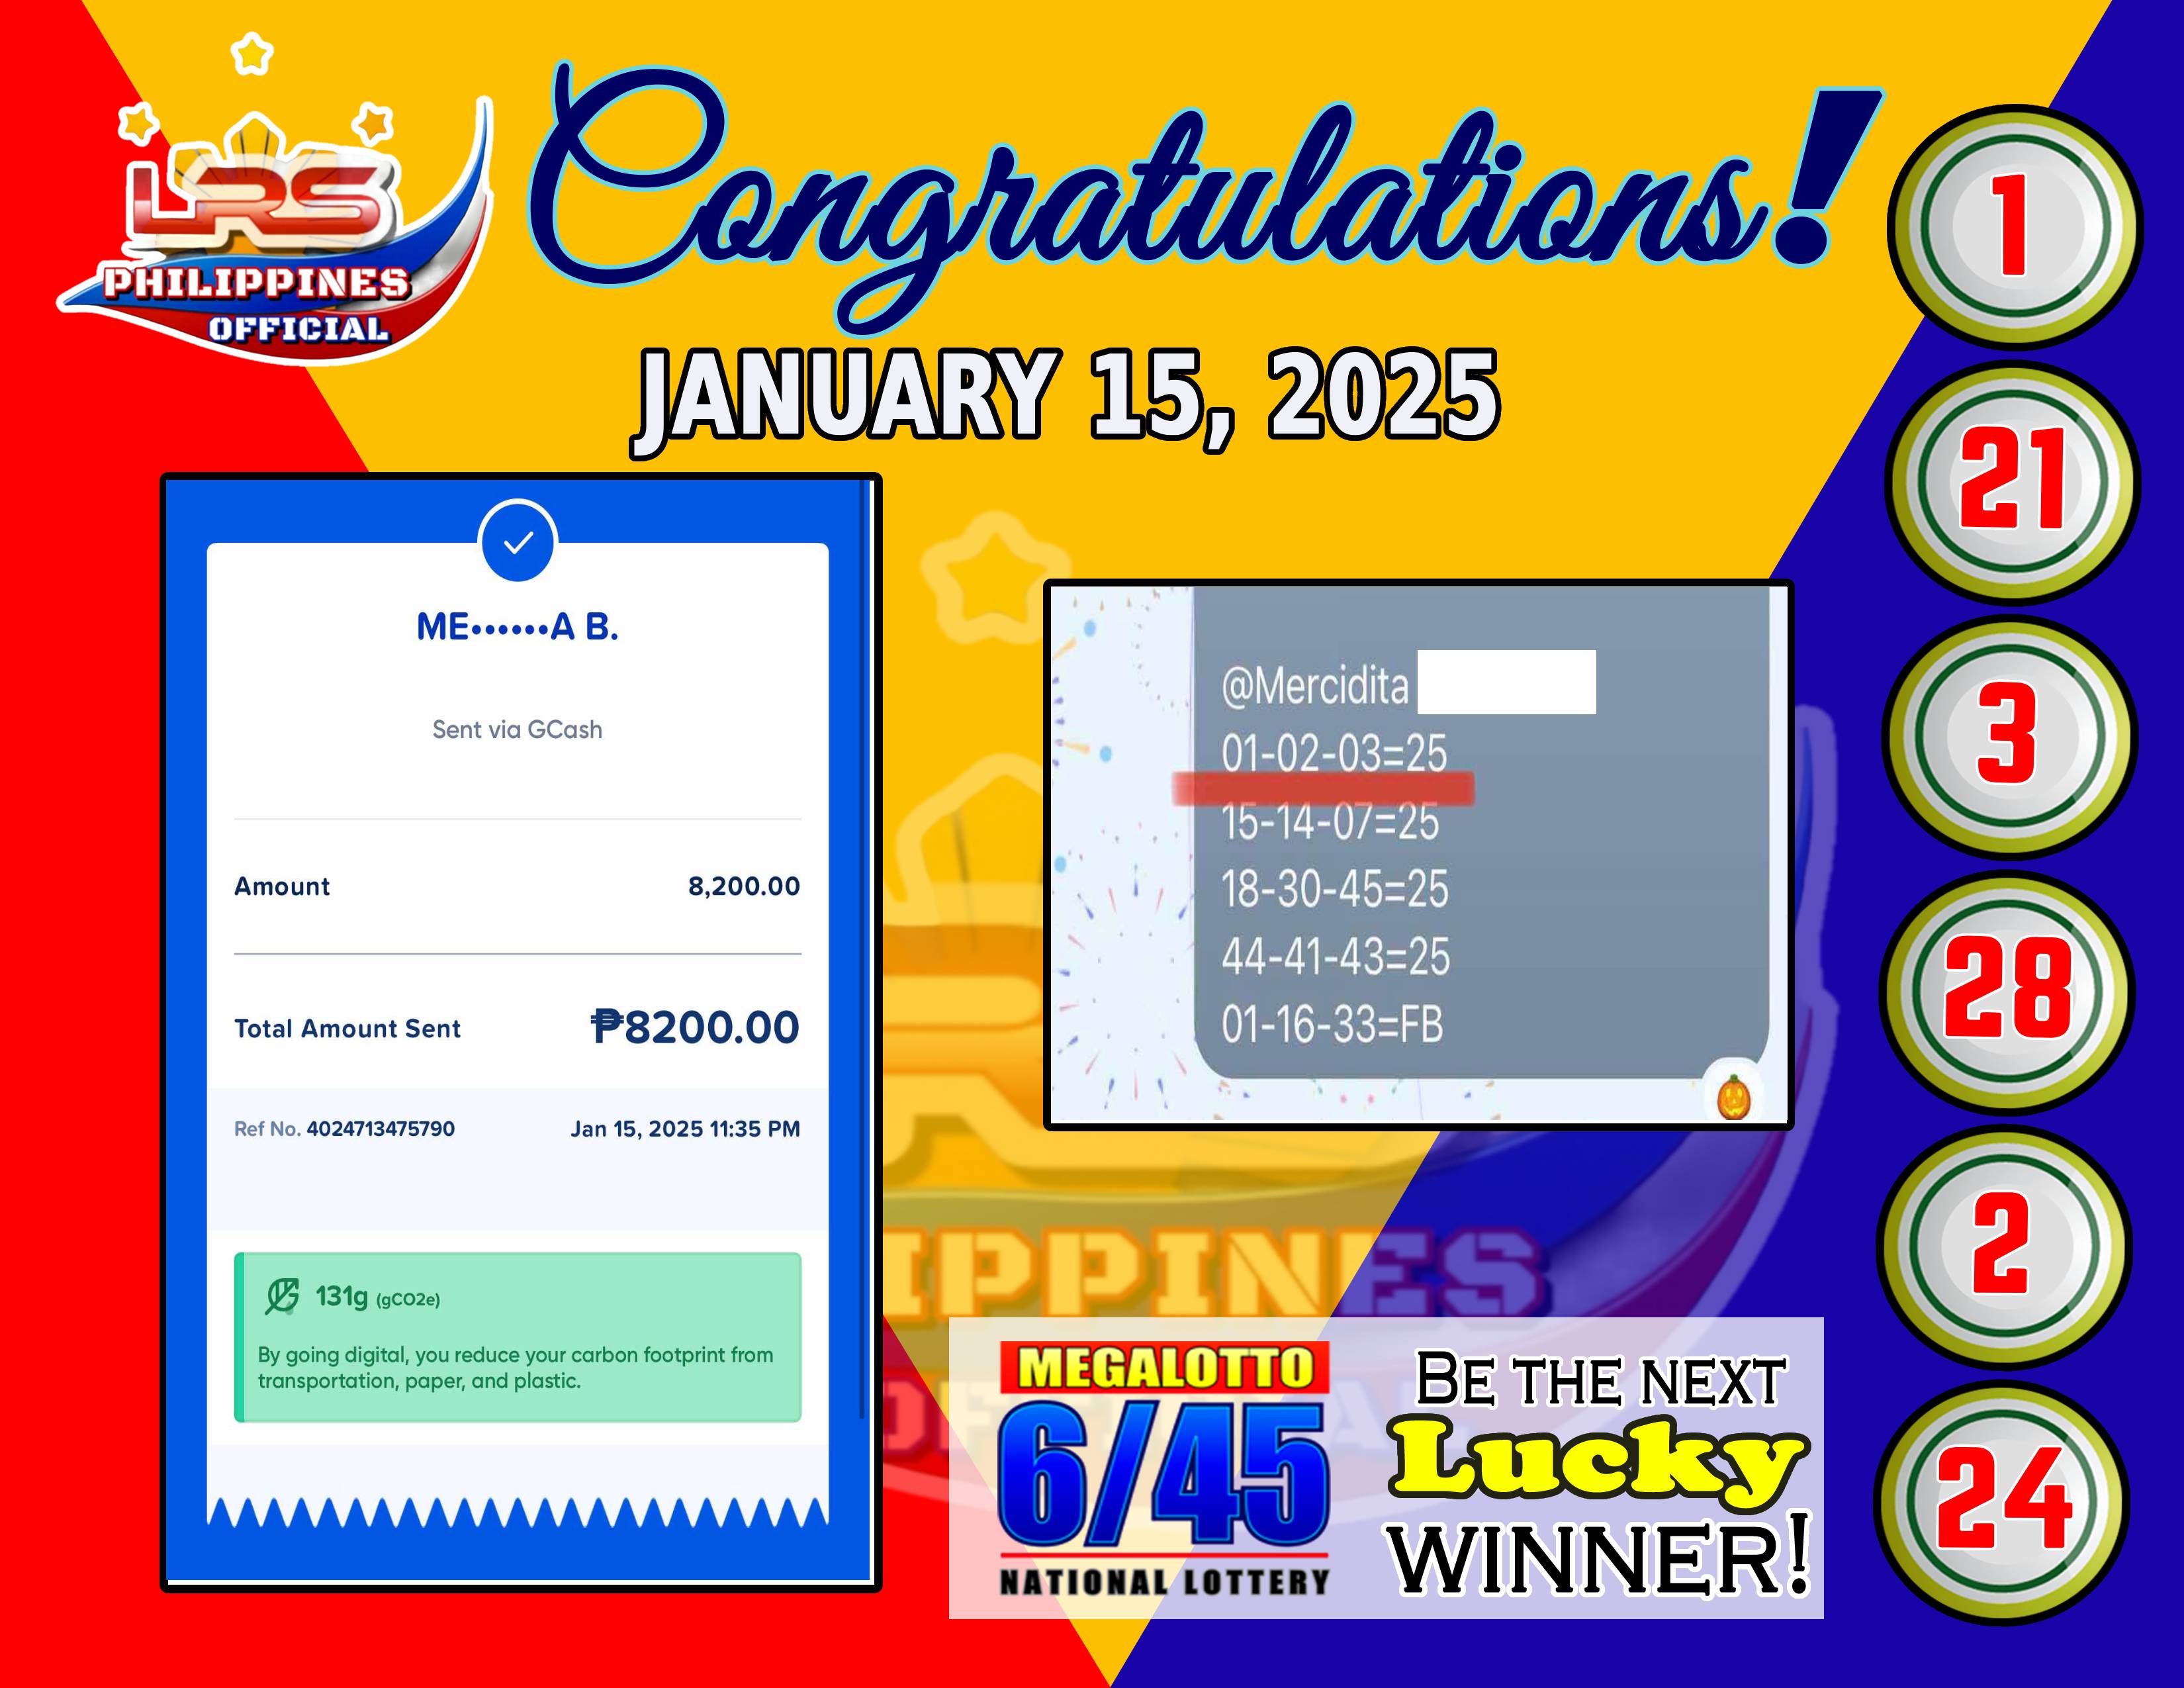 LRS
PHILIPPINES
OFFICIAL
Congratulations!
JANUARY 15, 2025
ME••••••A B.
Sent via GCash
Amount 8,200.00
Total Amount Sent ₱8200.00
Ref No. 4024713475790 Jan 15, 2025 11:35 PM
131g (gCO2e)
By going digital, you reduce your carbon footprint from
transportation, paper, and plastic.
@Mercidita
01-02-03=25
15-14-07=25
18-30-45=25
44-41-43=25
01-16-33=FB
MEGALOTTO
6/45
NATIONAL LOTTERY
BE THE NEXT
Lucky
WINNER!
1
21
3
28
2
24